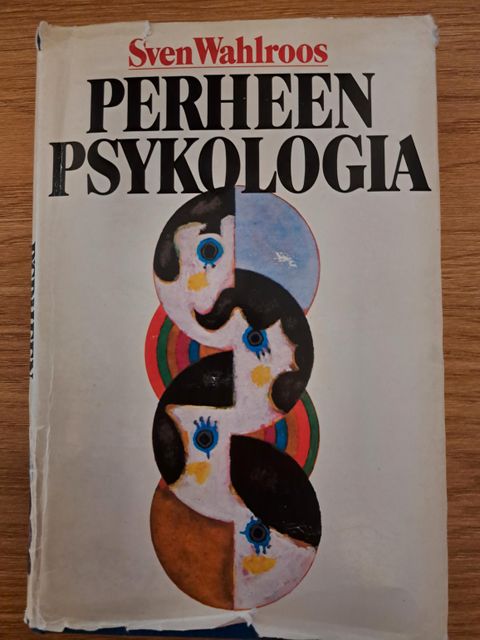 Sven Wahlroos
PERHEEN
PSYKOLOGIA